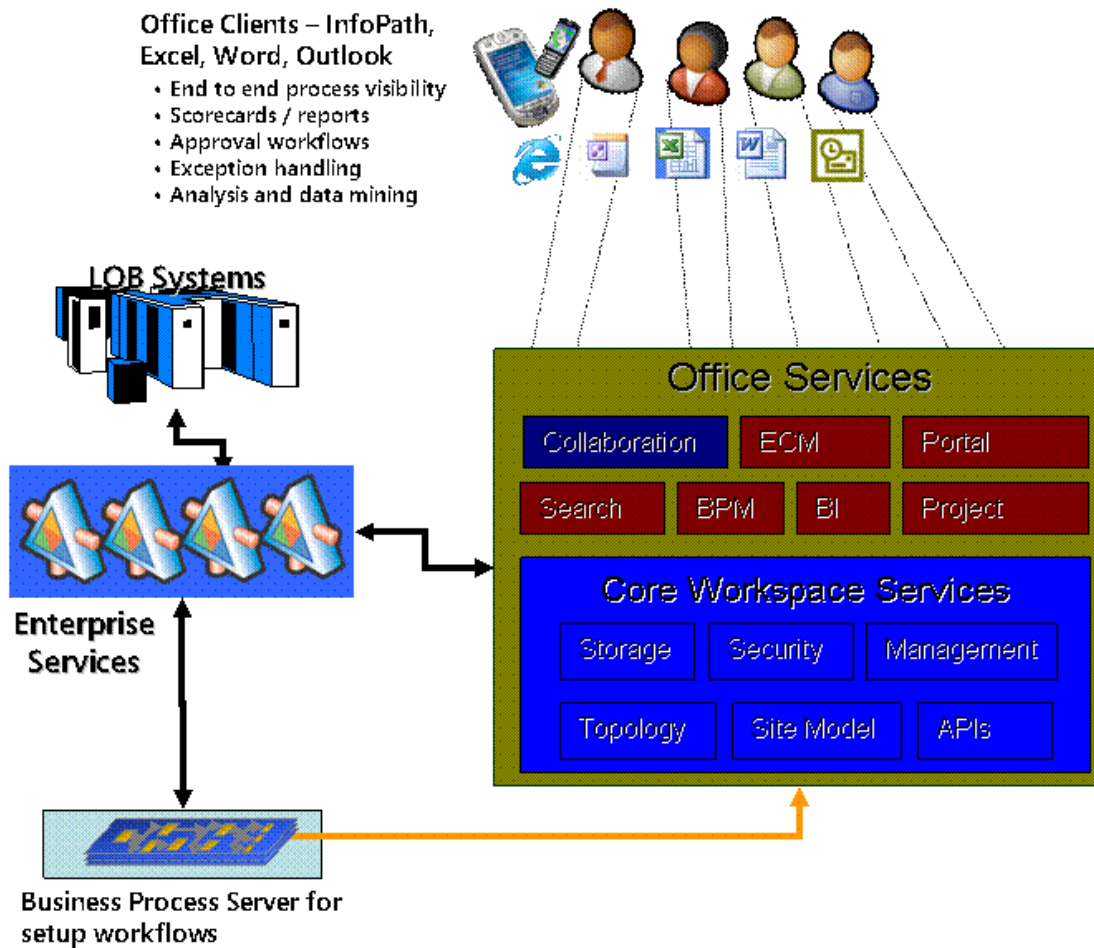 Office Clients – InfoPath,
Excel, Word, Outlook
• End to end process visibility
• Scorecards / reports
• Approval workflows
• Exception handling
• Analysis and data mining
LOB Systems
Office Services
Collaboration
ECM
Portal
Search
BPM
BI
Project
Core Workspace Services
Storage
Security
Management
Topology
Site Model
APIs
Enterprise
Services
Business Process Server for
setup workflows